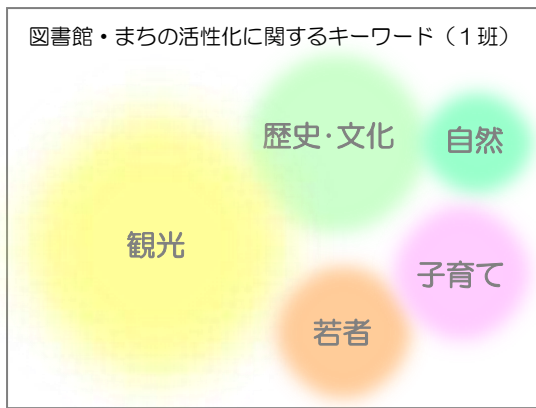 図書館・まちの活性化に関するキーワード（１班）
歴史・文化
自然
観光
子育て
若者